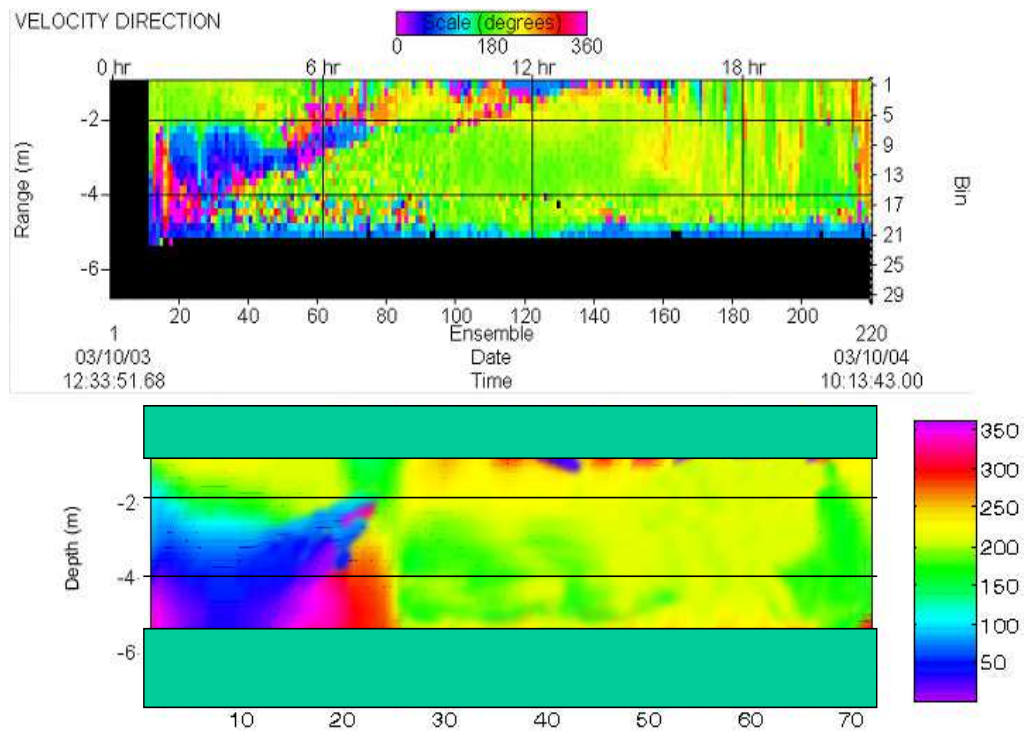 VELOCITY DIRECTION
Scale (degrees)
0 180 360
0 hr 6 hr 12 hr 18 hr
Range (m)
-2
-4
-6
1
5
9
13
17
21
25
29
Bin
20 40 60 80 100 120 140 160 180 200
1 Ensemble 220
03/10/03 Date 03/10/04
12:33:51.68 Time 10:13:43.00
Depth (m)
-2
-4
-6
350
300
250
200
150
100
50
10 20 30 40 50 60 70